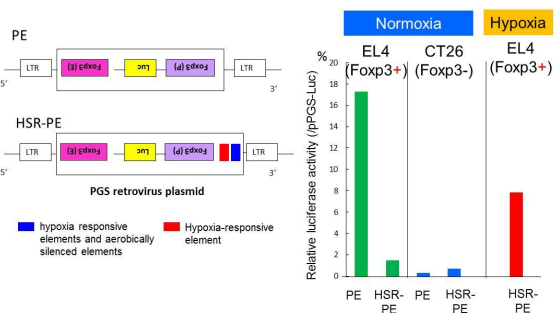 PE
LTR
Foxp3 (E)
Luc
Foxp3 (P)
LTR
5´
3´
HSR-PE
LTR
Foxp3 (E)
Luc
Foxp3 (P)
LTR
5´
3´
PGS retrovirus plasmid
hypoxia responsive
elements and aerobically
silenced elements
Hypoxia-responsive
element
Normoxia
Hypoxia
EL4
(Foxp3+)
CT26
(Foxp3-)
EL4
(Foxp3+)
%
Relative luciferase activity (/pPGS-Luc)
20
18
16
14
12
10
8
6
4
2
0
PE
HSR-
PE
PE
HSR-
PE
HSR-
PE